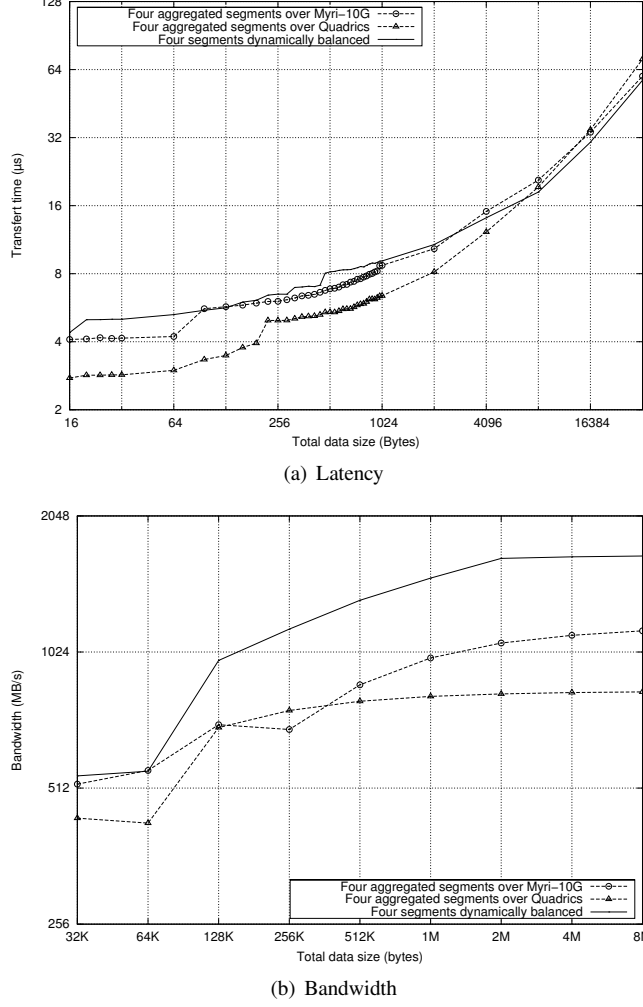 128
64
32
16
8
4
2
Transfert time (µs)
Four aggregated segments over Myri-10G
Four aggregated segments over Quadrics
Four segments dynamically balanced
16 64 256 1024 4096 16384
Total data size (Bytes)
(a) Latency
2048
1024
512
256
Bandwidth (MB/s)
Four aggregated segments over Myri-10G
Four aggregated segments over Quadrics
Four segments dynamically balanced
32K 64K 128K 256K 512K 1M 2M 4M 8M
Total data size (bytes)
(b) Bandwidth